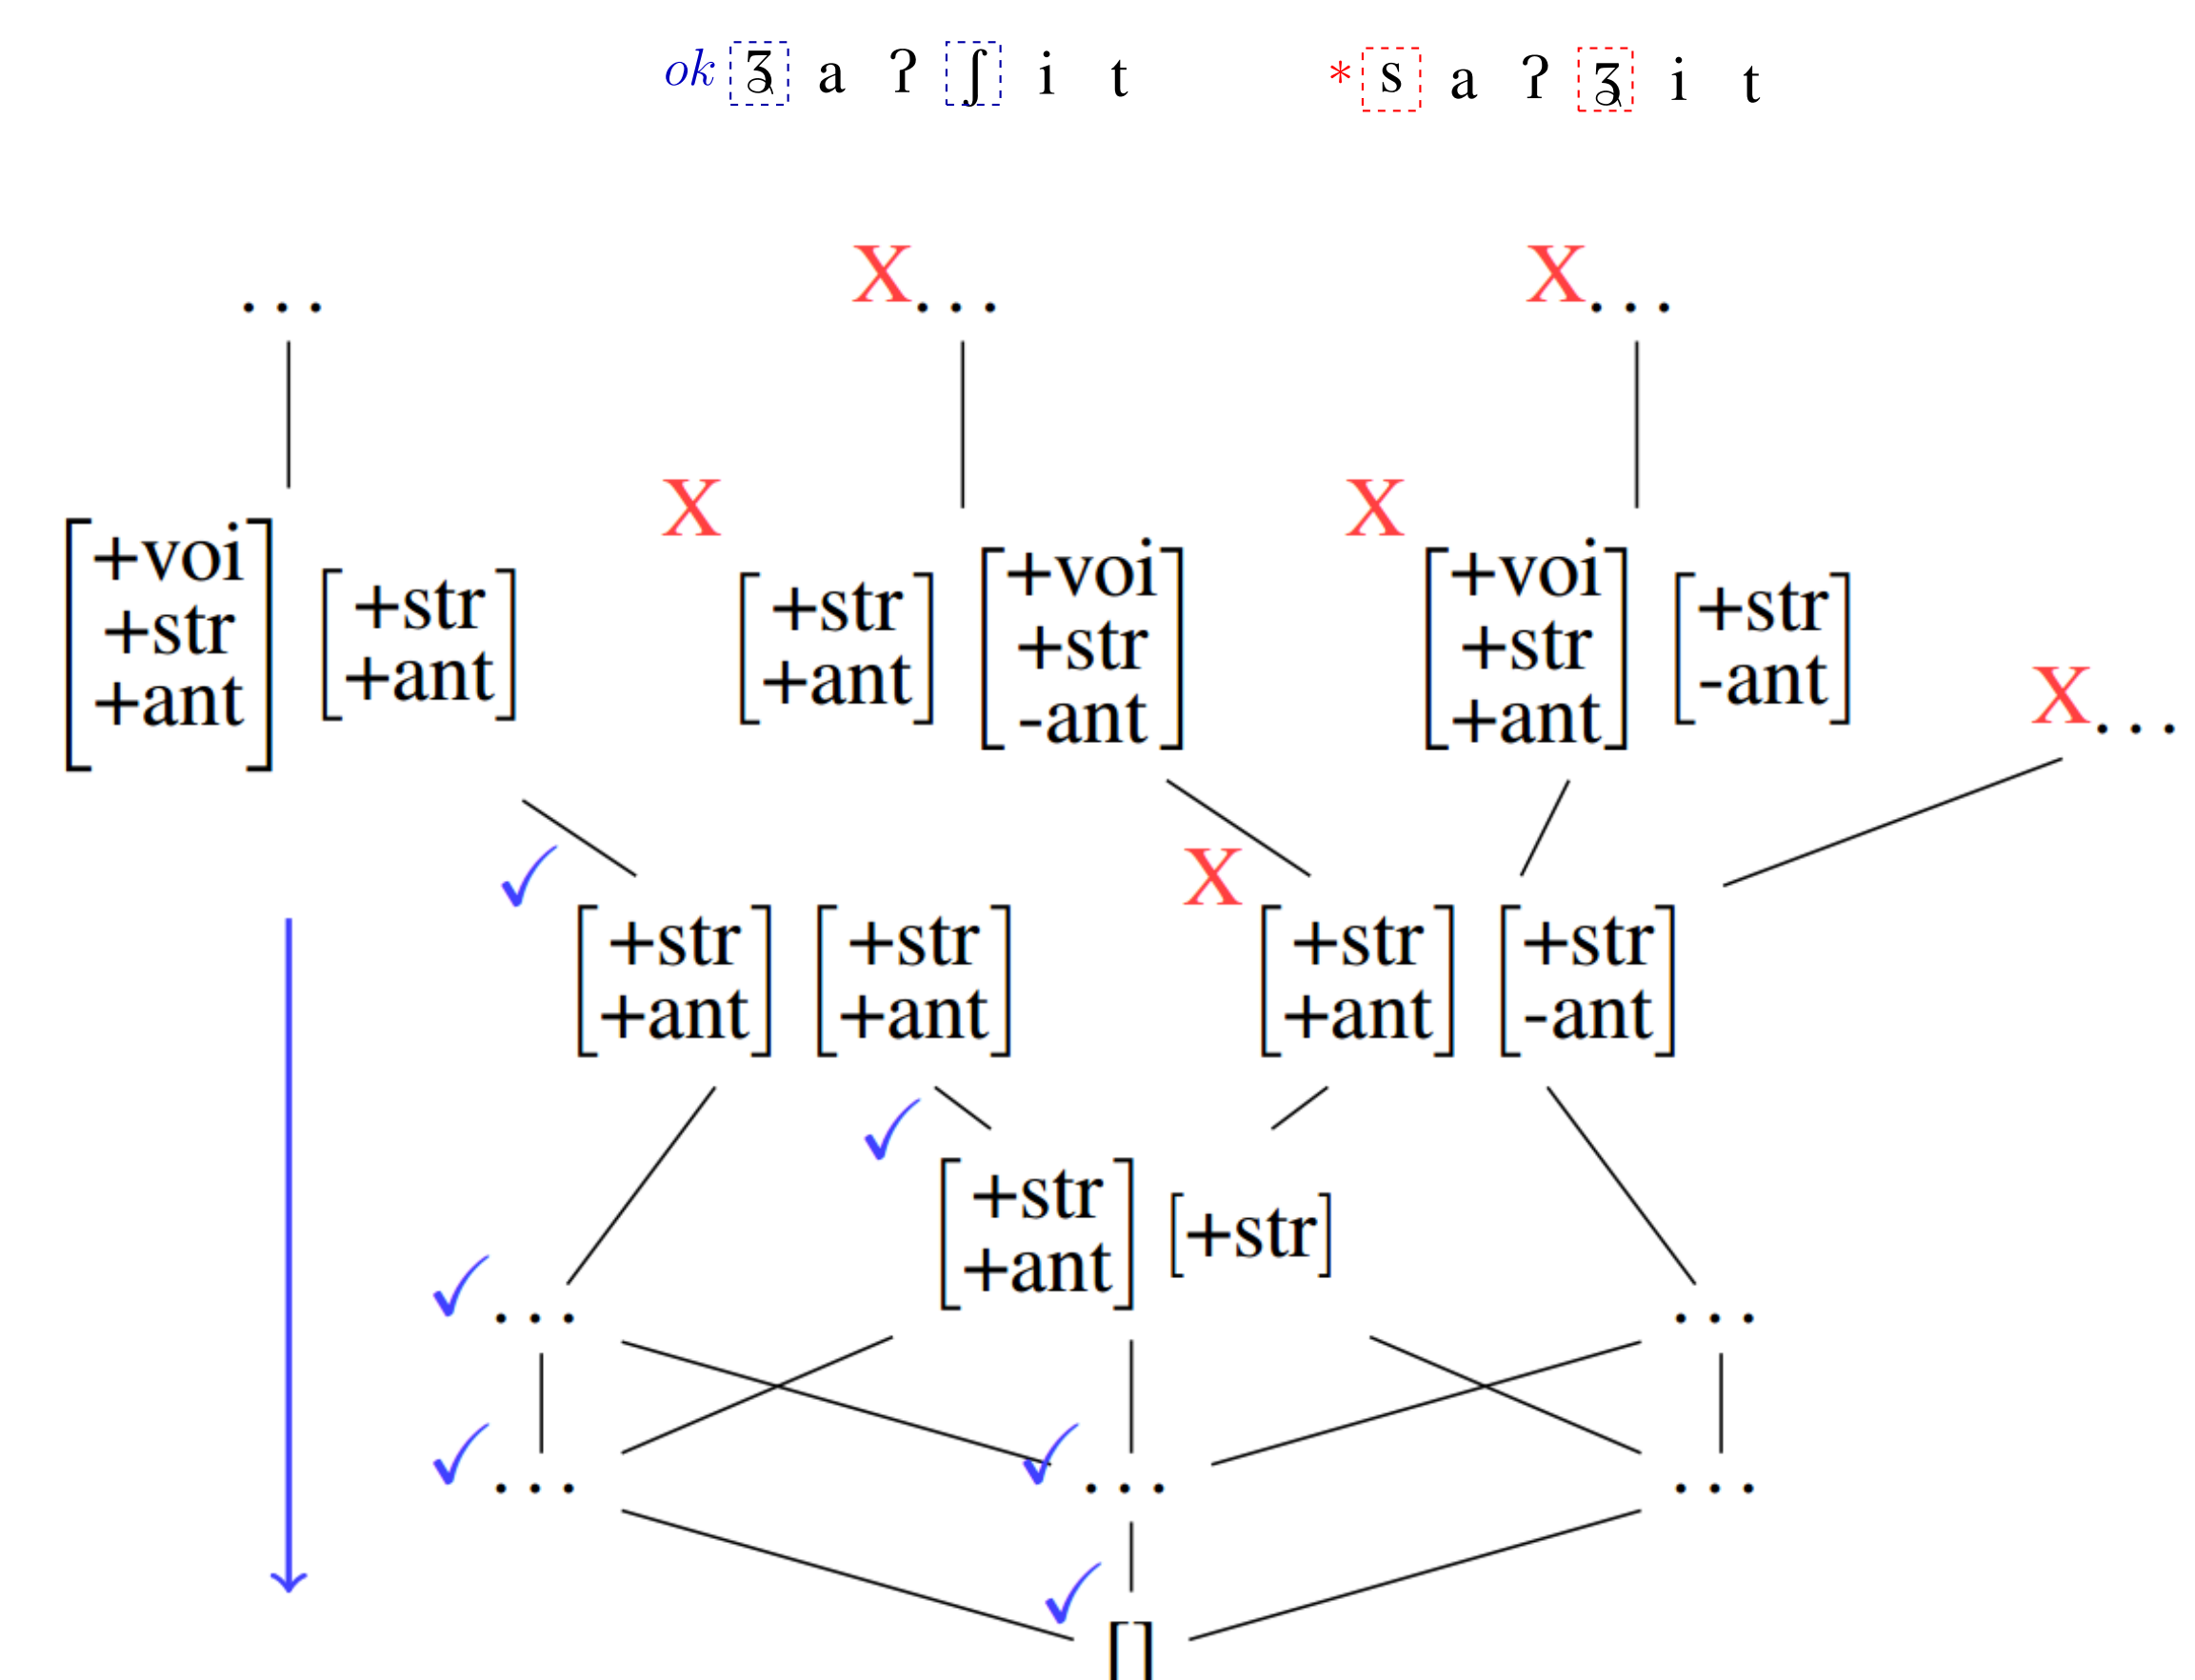 ok ʓ a ʔ ʃ i t * s a ʔ ʓ i t
... X... X...
X X
[+voi +str +ant] [+str +ant]
[+str +ant] [+voi +str -ant]
[+voi +str +ant] [+str -ant]
X...
✓ X
[+str +ant] [+str +ant]
[+str +ant] [+str -ant]
✓
[+str +ant] [+str]
✓... ...
✓... ✓... ...
✓
[]